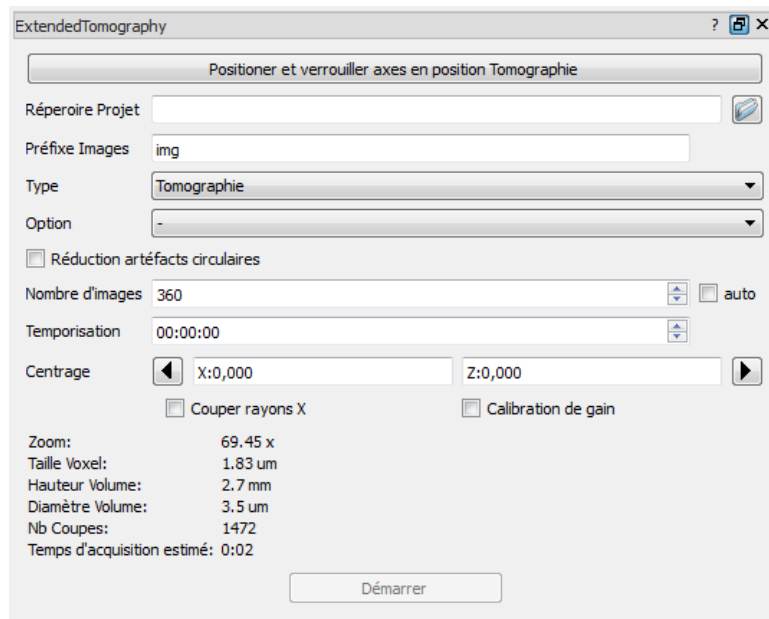 ExtendedTomography ?
Positioner et verrouiller axes en position Tomographie
Réperoire Projet
Préfixe Images img
Type Tomographie
Option -
Réduction artéfacts circulaires
Nombre d'images 360 auto
Temporisation 00:00:00
Centrage X:0,000 Z:0,000
Couper rayons X Calibration de gain
Zoom: 69.45 x
Taille Voxel: 1.83 um
Hauteur Volume: 2.7 mm
Diamètre Volume: 3.5 um
Nb Coupes: 1472
Temps d'acquisition estimé: 0:02
Démarrer